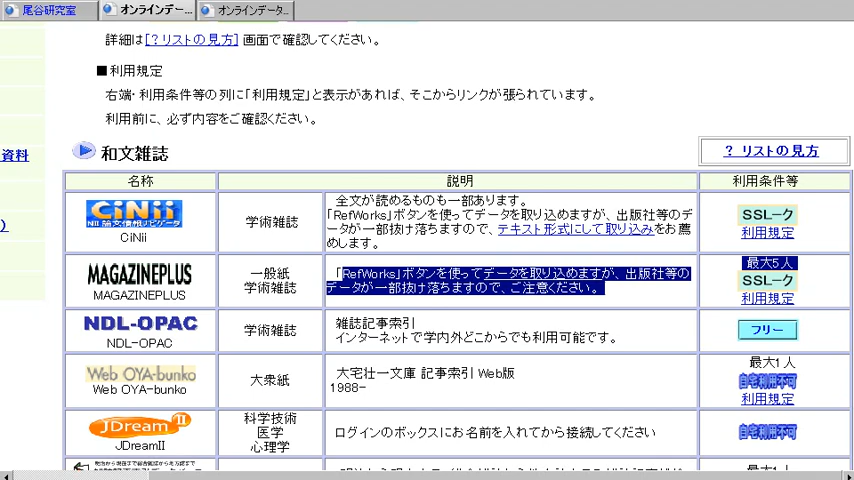 尾谷研究室
オンラインデー...
オンラインデータ...
詳細は[？リストの見方] 画面で確認してください。
■利用規定
右端・利用条件等の列に「利用規定」と表示があれば、そこからリンクが張られています。
利用前に、必ず内容をご確認ください。
資料
)
和文雑誌
？ リストの見方
名称 説明 利用条件等
CiNii
NII 論文情報ナビゲータ
CiNii
学術雑誌
全文が読めるものも一部あります。
「RefWorks」ボタンを使ってデータを取り込めますが、出版社等のデ
ータが一部抜け落ちますので、テキスト形式にして取り込みをお薦
めします。
SSL-ク
利用規定
MAGAZINEPLUS
MAGAZINEPLUS
一般紙
学術雑誌
「RefWorks」ボタンを使ってデータを取り込めますが、出版社等の
データが一部抜け落ちますので、ご注意ください。
最大5人
SSL-ク
利用規定
NDL-OPAC
NDL-OPAC
学術雑誌
雑誌記事索引
インターネットで学内外どこからでも利用可能です。
フリー
Web OYA-bunko
Web OYA-bunko
大衆紙
大宅壮一文庫 記事索引 Web版
1988-
最大1人
自宅利用不可
利用規定
JDream II
JDreamII
科学技術
医学
心理学
ログインのボックスにお名前を入れてから接続してください
自宅利用不可
最大1人